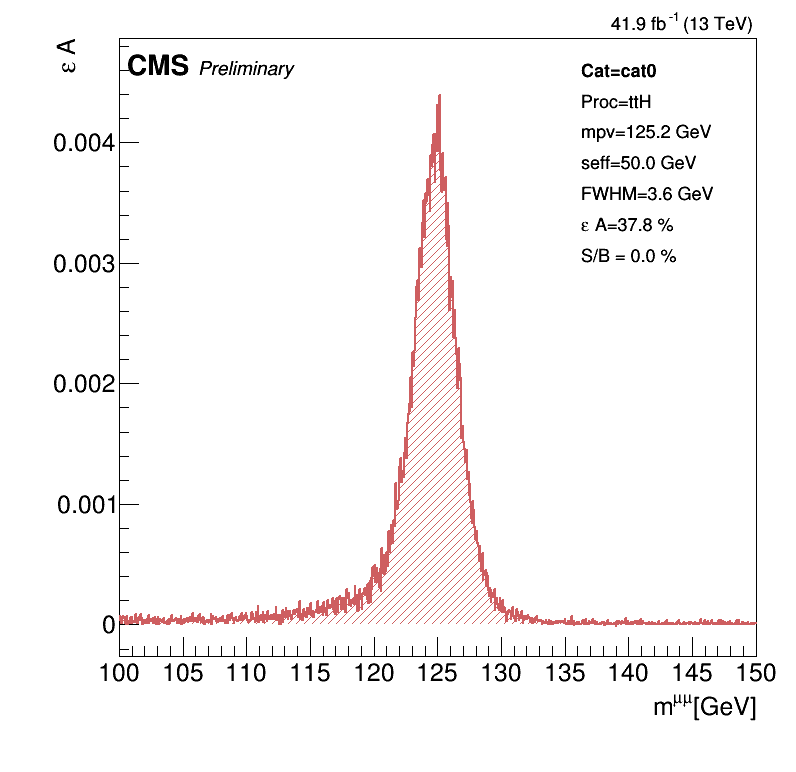 41.9 fb⁻¹ (13 TeV)
ε A
CMS Preliminary
Cat=cat0
Proc=ttH
mpv=125.2 GeV
seff=50.0 GeV
FWHM=3.6 GeV
ε A=37.8 %
S/B = 0.0 %
0.004
0.003
0.002
0.001
0
100 105 110 115 120 125 130 135 140 145 150
m^μμ[GeV]